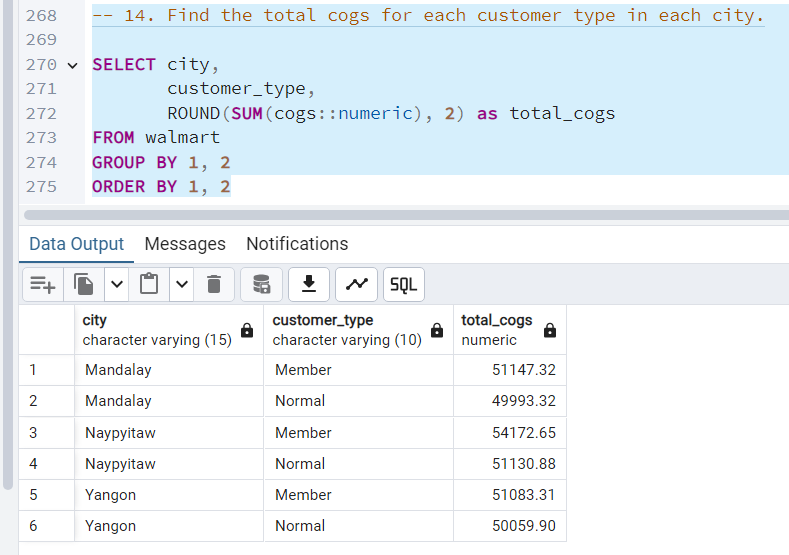 268 -- 14. Find the total cogs for each customer type in each city.
269
270 SELECT city,
271 customer_type,
272 ROUND(SUM(cogs::numeric), 2) as total_cogs
273 FROM walmart
274 GROUP BY 1, 2
275 ORDER BY 1, 2
Data Output Messages Notifications
SQL
city customer_type total_cogs
character varying (15) character varying (10) numeric
1 Mandalay Member 51147.32
2 Mandalay Normal 49993.32
3 Naypyitaw Member 54172.65
4 Naypyitaw Normal 51130.88
5 Yangon Member 51083.31
6 Yangon Normal 50059.90